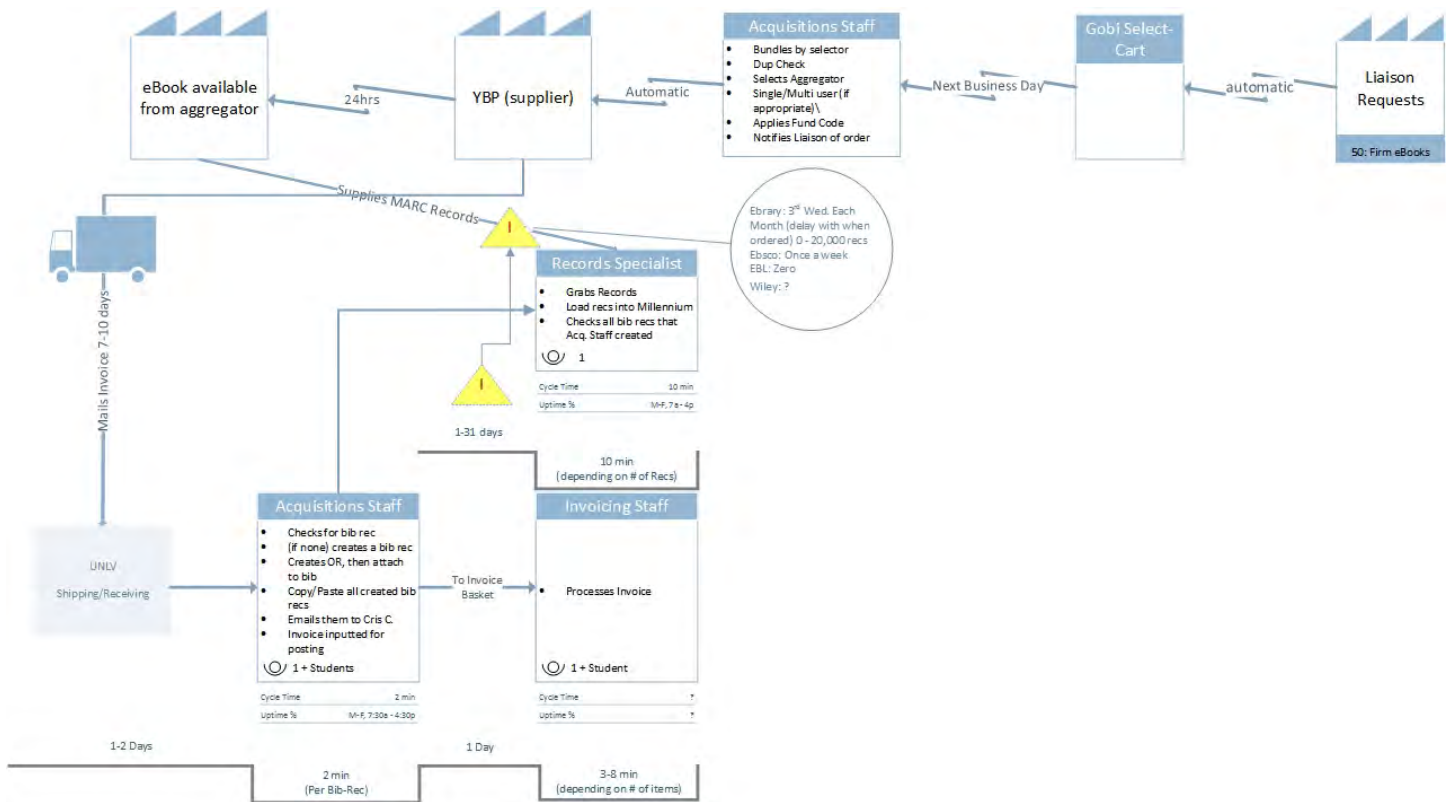 eBook available
from aggregator
24hrs
YBP (supplier)
Automatic
Acquisitions Staff
• Bundles by selector
• Dup Check
• Selects Aggregator
• Single/Multi user (if
appropriate)\
• Applies Fund Code
• Notifies Liaison of order
Next Business Day
Gobi Select-
Cart
automatic
Liaison
Requests
50: Firm eBooks
Supplies MARC Records
Ebrary: 3rd Wed. Each
Month (delay with when
ordered) 0 - 20,000 recs
Ebsco: Once a week
EBL: Zero
Wiley: ?
Mails Invoice 7-10 days
I
I
Records Specialist
• Grabs Records
• Load recs into Millennium
• Checks all bib recs that
Acq. Staff created
1
Cycle Time 10 min
Uptime % M-F, 7a - 4p
1-31 days
10 min
(depending on # of Recs)
UNLV
Shipping/Receiving
Acquisitions Staff
• Checks for bib rec
• (if none) creates a bib rec
• Creates OR, then attach
to bib
• Copy/Paste all created bib
recs
• Emails them to Cris C.
• Invoice inputted for
posting
1 + Students
Cycle Time 2 min
Uptime % M-F, 7:30a - 4:30p
To Invoice
Basket
Invoicing Staff
• Processes Invoice
1 + Student
Cycle Time ?
Uptime % ?
1-2 Days
2 min
(Per Bib-Rec)
1 Day
3-8 min
(depending on # of items)